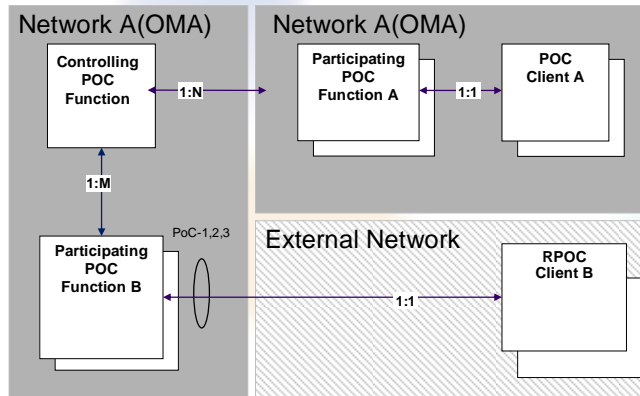 Network A(OMA)
Controlling
POC
Function
1:N
1:M
PoC-1,2,3
Participating
POC
Function B
Network A(OMA)
Participating
POC
Function A
1:1
POC
Client A
External Network
RPOC
Client B
1:1